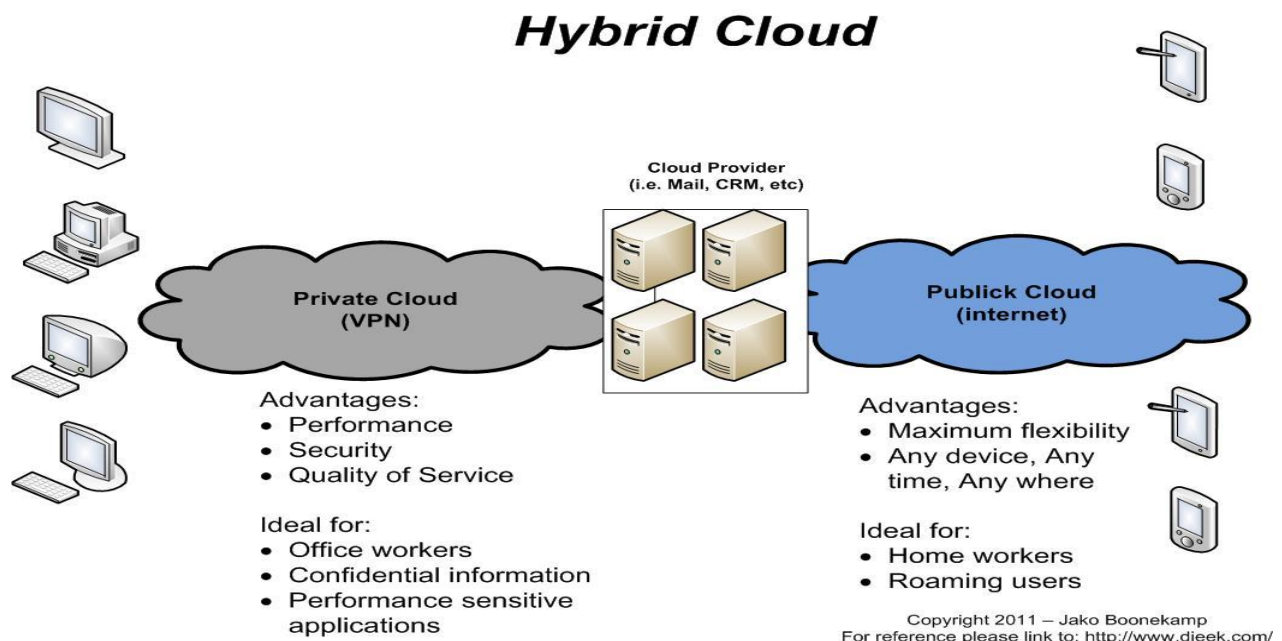 Hybrid Cloud
Cloud Provider
(i.e. Mail, CRM, etc)
Private Cloud
(VPN)
Publick Cloud
(internet)
Advantages:
• Performance
• Security
• Quality of Service
Ideal for:
• Office workers
• Confidential information
• Performance sensitive
applications
Advantages:
• Maximum flexibility
• Any device, Any
time, Any where
Ideal for:
• Home workers
• Roaming users
Copyright 2011 – Jako Boonekamp
For reference please link to: http://www.djeek.com/